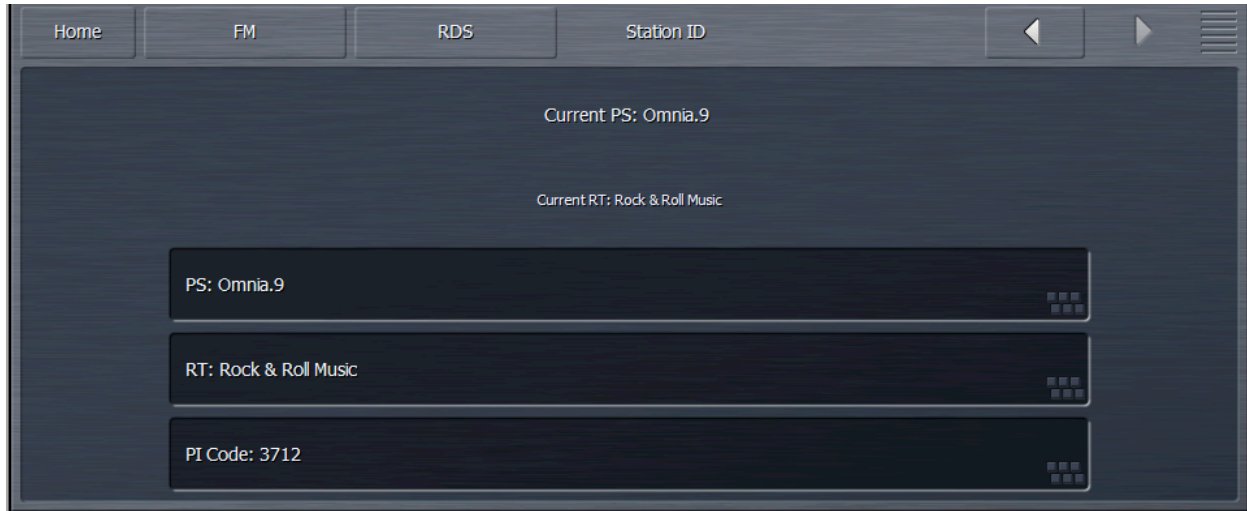 Home FM RDS Station ID
Current PS: Omnia.9
Current RT: Rock & Roll Music
PS: Omnia.9
RT: Rock & Roll Music
PI Code: 3712